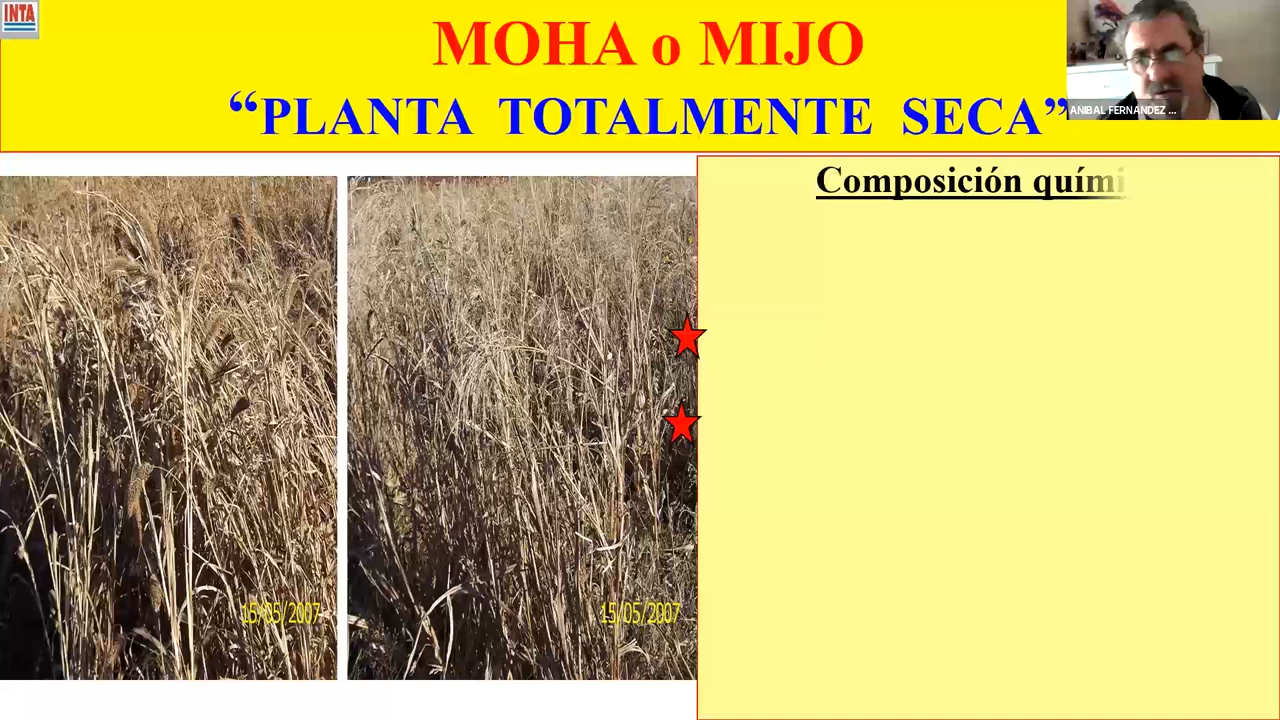 INTA
MOHA o MIJO
“PLANTA TOTALMENTE SECA”
ANIBAL FERNANDEZ ...
Composición quími
15/05/2007
15/05/2007